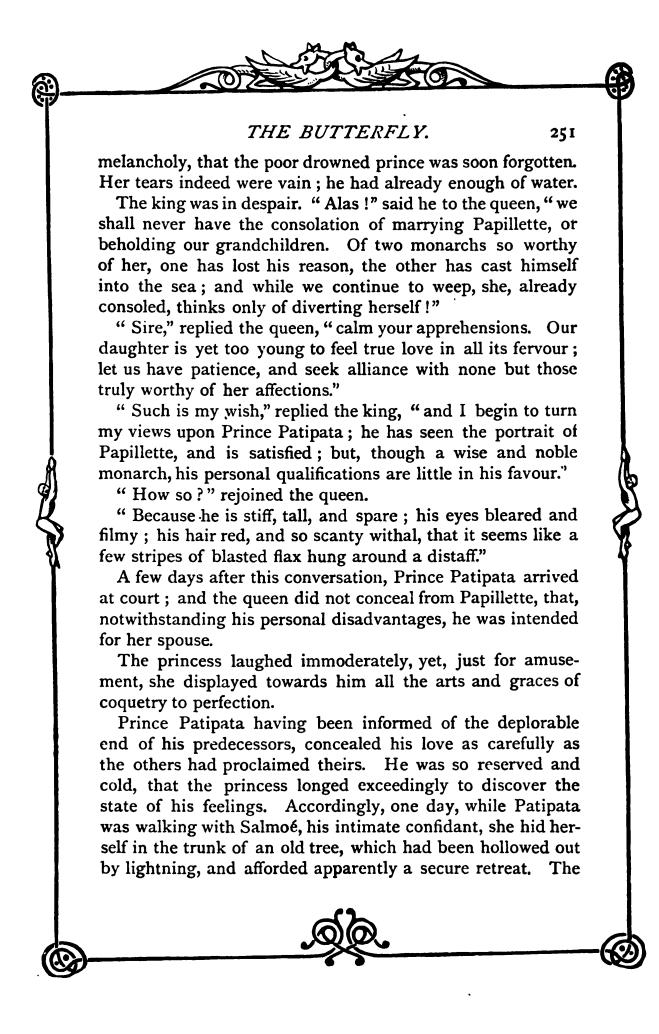 THE BUTTERFLY. 251
melancholy, that the poor drowned prince was soon forgotten.
Her tears indeed were vain ; he had already enough of water.
The king was in despair. “ Alas !” said he to the queen, “ we
shall never have the consolation of marrying Papillette, or
beholding our grandchildren. Of two monarchs so worthy
of her, one has lost his reason, the other has cast himself
into the sea ; and while we continue to weep, she, already
consoled, thinks only of diverting herself !”
“ Sire,” replied the queen, “ calm your apprehensions. Our
daughter is yet too young to feel true love in all its fervour ;
let us have patience, and seek alliance with none but those
truly worthy of her affections.”
“ Such is my wish,” replied the king, “ and I begin to turn
my views upon Prince Patipata ; he has seen the portrait of
Papillette, and is satisfied ; but, though a wise and noble
monarch, his personal qualifications are little in his favour.”
“ How so ? ” rejoined the queen.
“ Because he is stiff, tall, and spare ; his eyes bleared and
filmy ; his hair red, and so scanty withal, that it seems like a
few stripes of blasted flax hung around a distaff.”
A few days after this conversation, Prince Patipata arrived
at court ; and the queen did not conceal from Papillette, that,
notwithstanding his personal disadvantages, he was intended
for her spouse.
The princess laughed immoderately, yet, just for amuse-
ment, she displayed towards him all the arts and graces of
coquetry to perfection.
Prince Patipata having been informed of the deplorable
end of his predecessors, concealed his love as carefully as
the others had proclaimed theirs. He was so reserved and
cold, that the princess longed exceedingly to discover the
state of his feelings. Accordingly, one day, while Patipata
was walking with Salmoé, his intimate confidant, she hid her-
self in the trunk of an old tree, which had been hollowed out
by lightning, and afforded apparently a secure retreat. The